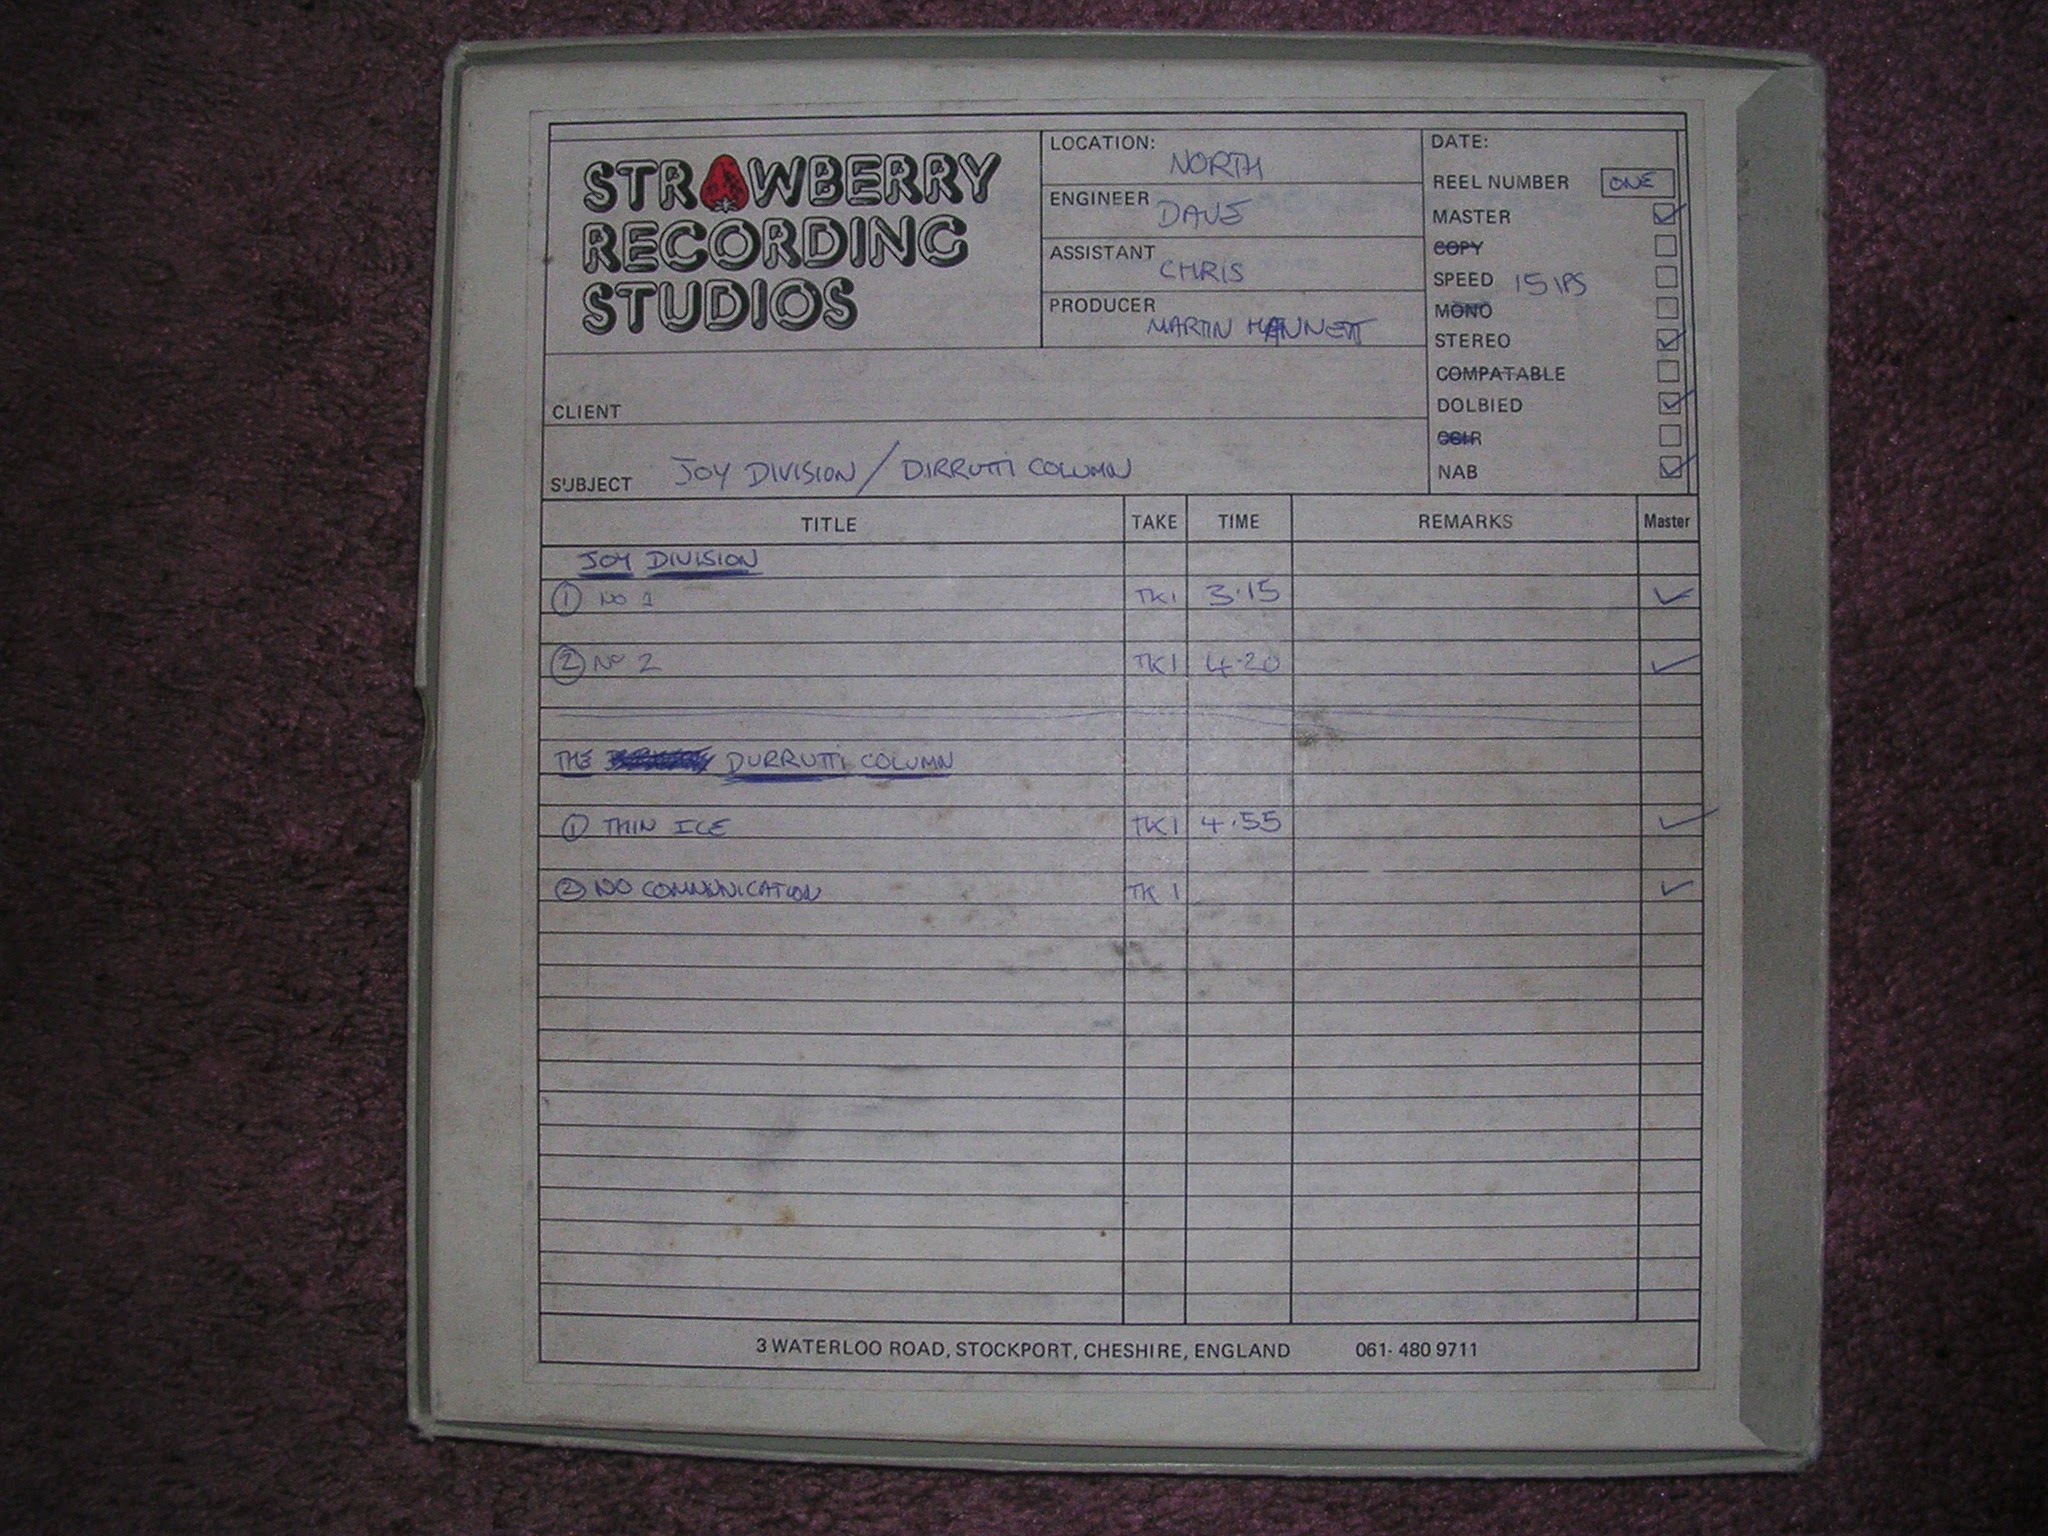 STRAWBERRY
RECORDING
STUDIOS
LOCATION: NORTH
ENGINEER DAVE
ASSISTANT CHRIS
PRODUCER MARTIN HANNETT
DATE:
REEL NUMBER ONE
MASTER
COPY
SPEED 15 IPS
MONO
STEREO
COMPATABLE
DOLBIED
CCIR
NAB
CLIENT
SUBJECT JOY DIVISION / DIRRUTTI COLUMN
TITLE TAKE TIME REMARKS Master
JOY DIVISION
1 NO 1 TK1 3.15
2 NO 2 TK1 4.20
THE DURRUTTI COLUMN
1 THIN ICE TK1 4.55
2 NO COMMUNICATION TK 1
3 WATERLOO ROAD, STOCKPORT, CHESHIRE, ENGLAND 061-480 9711